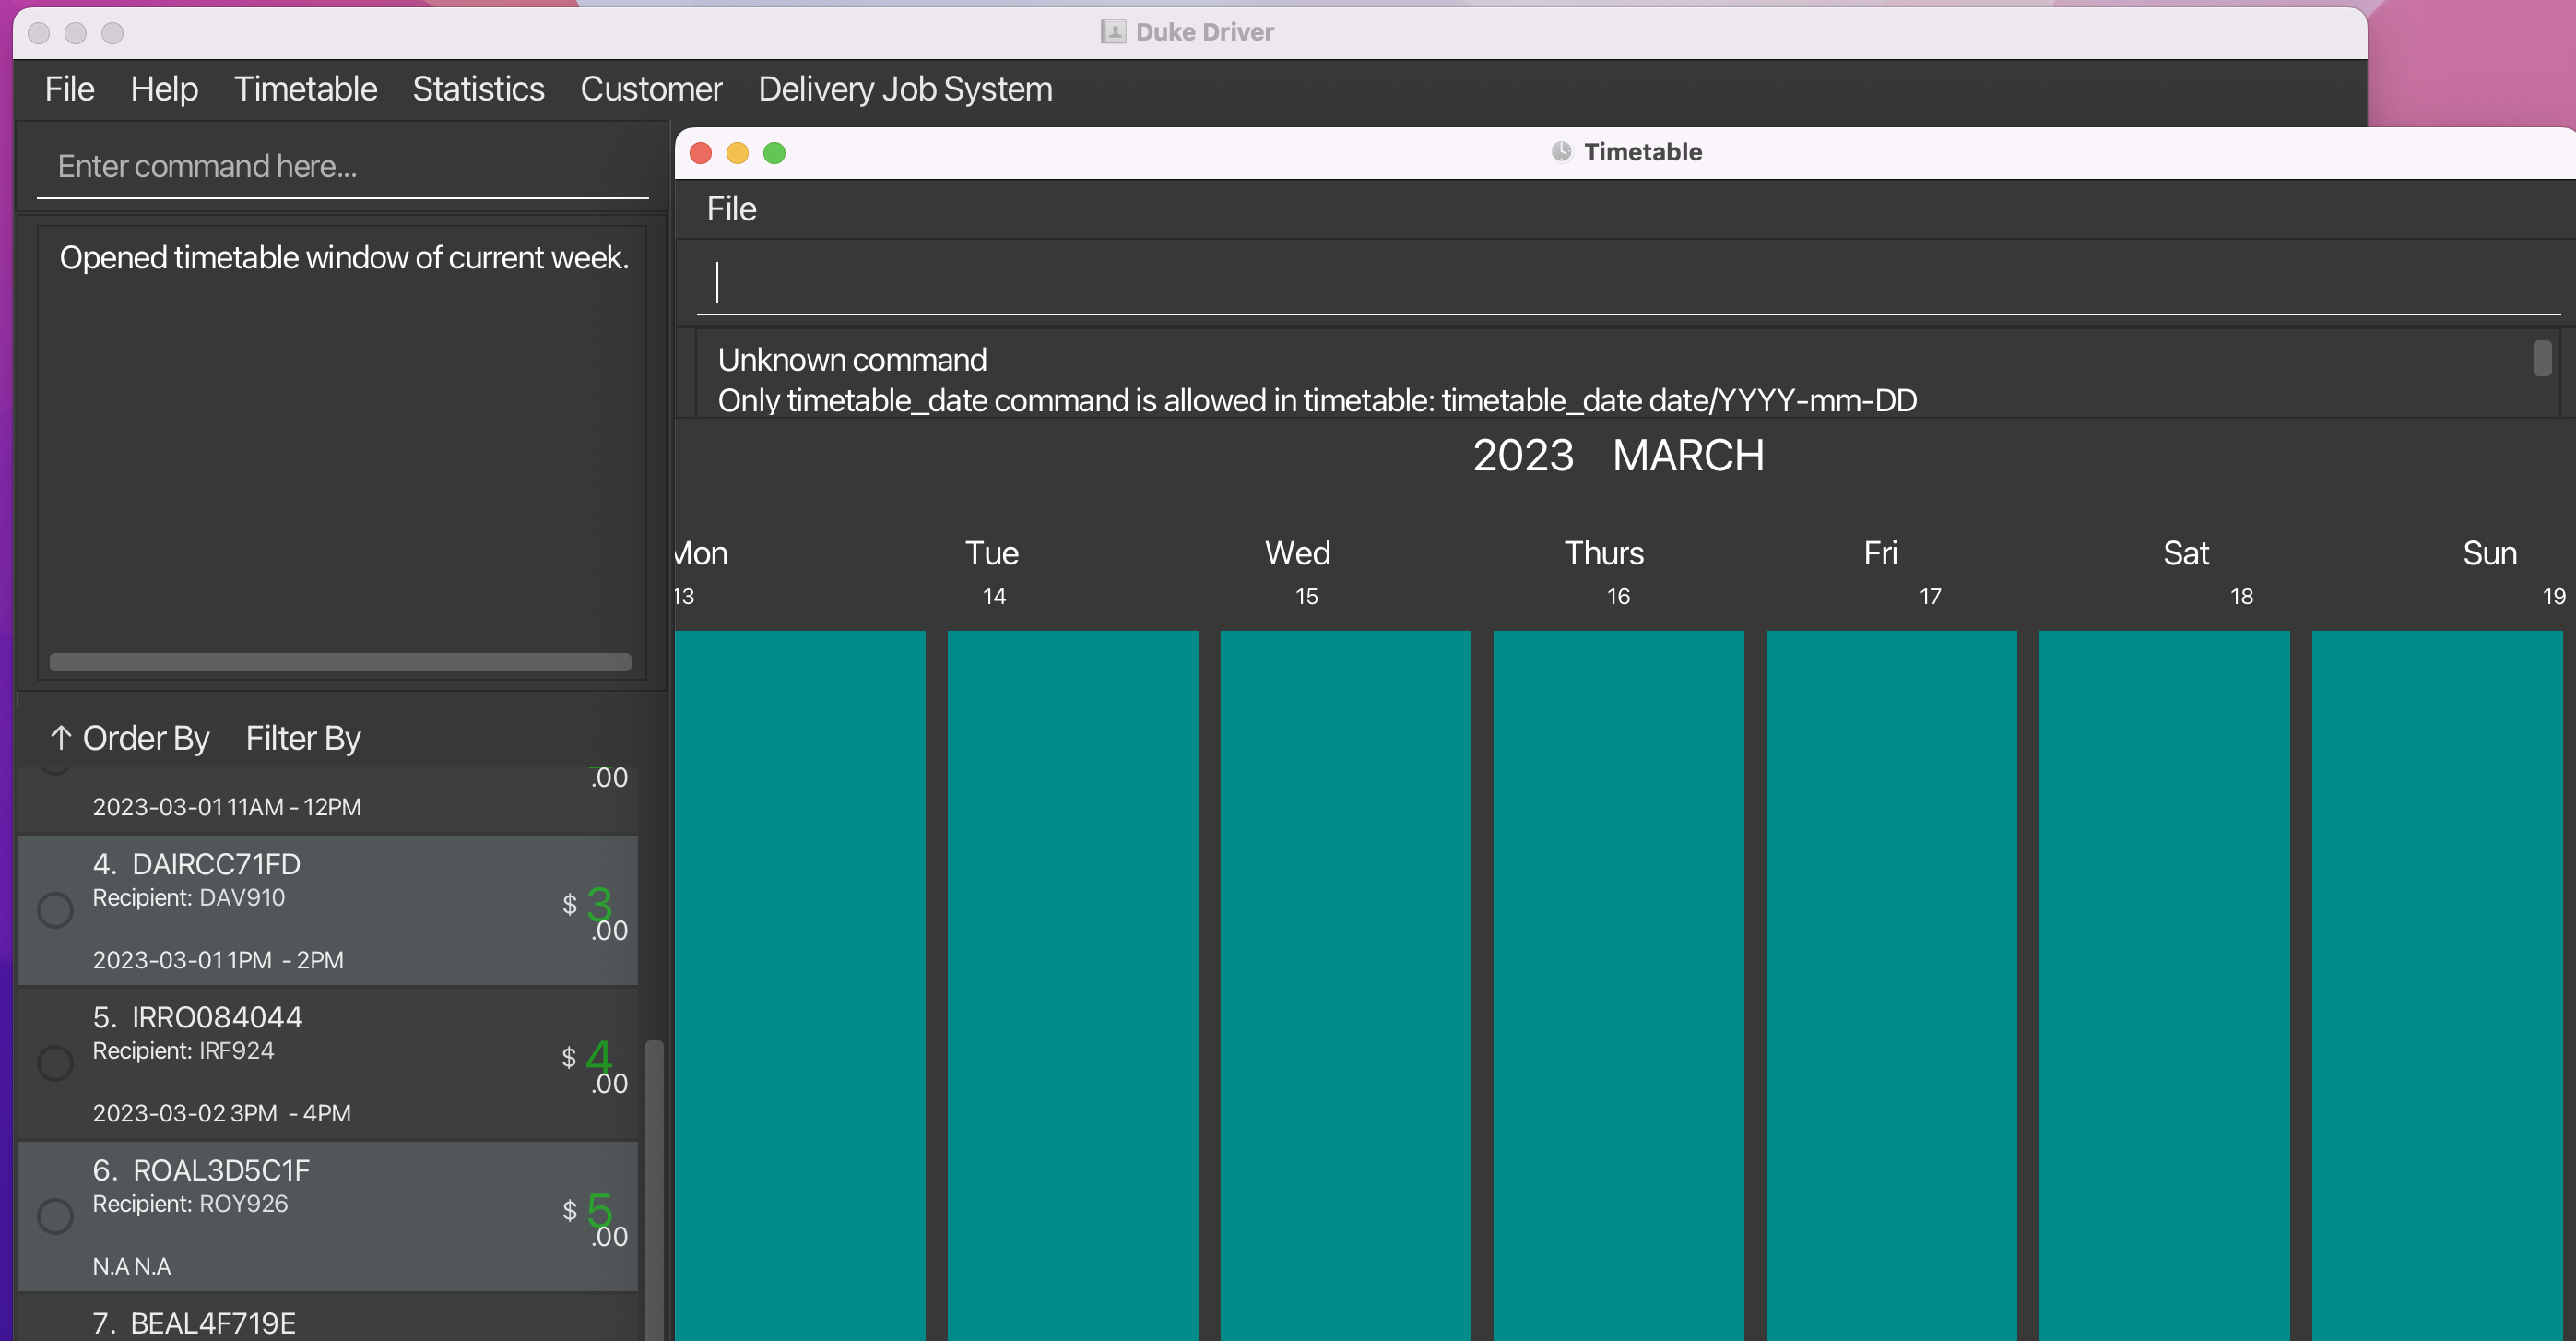 Duke Driver
File Help Timetable Statistics Customer Delivery Job System
Enter command here...
Opened timetable window of current week.
↑ Order By Filter By
.00
2023-03-01 11AM - 12PM
4. DAIRCC71FD
Recipient: DAV910
$ 3
.00
2023-03-01 1PM - 2PM
5. IRRO084044
Recipient: IRF924
$ 4
.00
2023-03-02 3PM - 4PM
6. ROAL3D5C1F
Recipient: ROY926
$ 5
.00
N.A N.A
7. BEAL4F719E
Timetable
File
Unknown command
Only timetable_date command is allowed in timetable: timetable_date date/YYYY-mm-DD
2023 MARCH
Mon Tue Wed Thurs Fri Sat Sun
13 14 15 16 17 18 19